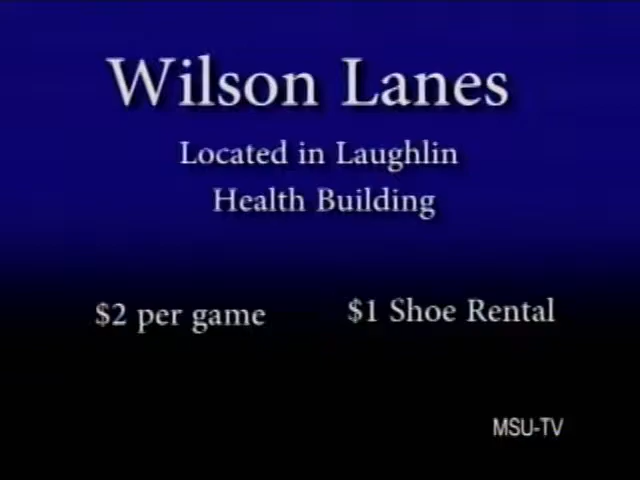 Wilson Lanes
Located in Laughlin
Health Building
$2 per game
$1 Shoe Rental
MSU-TV